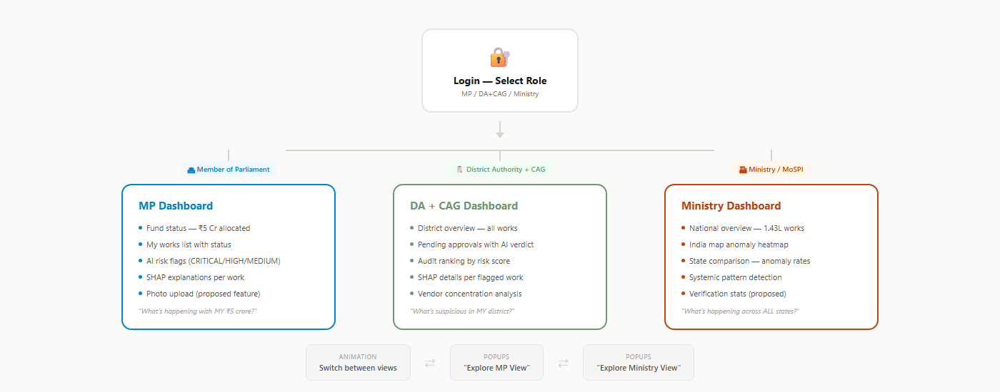 Login — Select Role
MP / DA+CAG / Ministry
Member of Parliament
District Authority + CAG
Ministry / MoSPI
MP Dashboard
Fund status — ₹5 Cr allocated
My works list with status
AI risk flags (CRITICAL/HIGH/MEDIUM)
SHAP explanations per work
Photo upload (proposed feature)
"What's happening with MY ₹5 crore?"
DA + CAG Dashboard
District overview — all works
Pending approvals with AI verdict
Audit ranking by risk score
SHAP details per flagged work
Vendor concentration analysis
"What's suspicious in MY district?"
Ministry Dashboard
National overview — 1.43L works
India map anomaly heatmap
State comparison — anomaly rates
Systemic pattern detection
Verification stats (proposed)
"What's happening across ALL states?"
ANIMATION
Switch between views
POPUPS
"Explore MP View"
POPUPS
"Explore Ministry View"